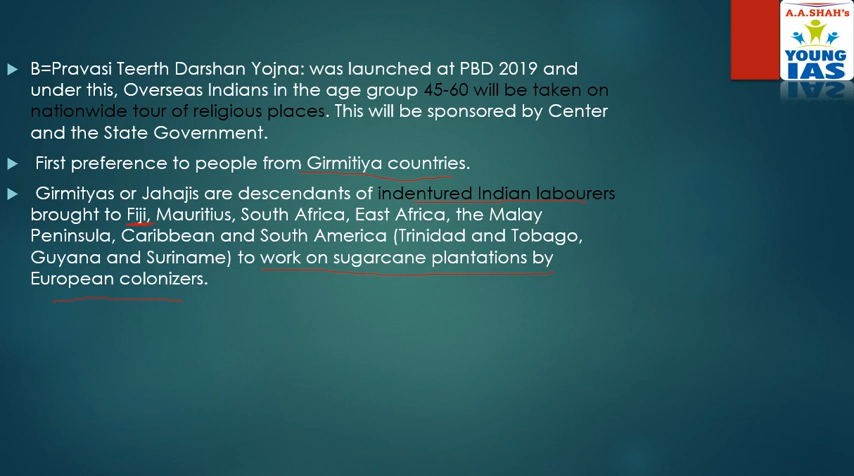 A.A.SHAH's
YOUNG
IAS
B=Pravasi Teerth Darshan Yojna: was launched at PBD 2019 and
under this, Overseas Indians in the age group 45-60 will be taken on
nationwide tour of religious places. This will be sponsored by Center
and the State Government.
First preference to people from Girmitiya countries.
Girmityas or Jahajis are descendants of indentured Indian labourers
brought to Fiji, Mauritius, South Africa, East Africa, the Malay
Peninsula, Caribbean and South America (Trinidad and Tobago,
Guyana and Suriname) to work on sugarcane plantations by
European colonizers.